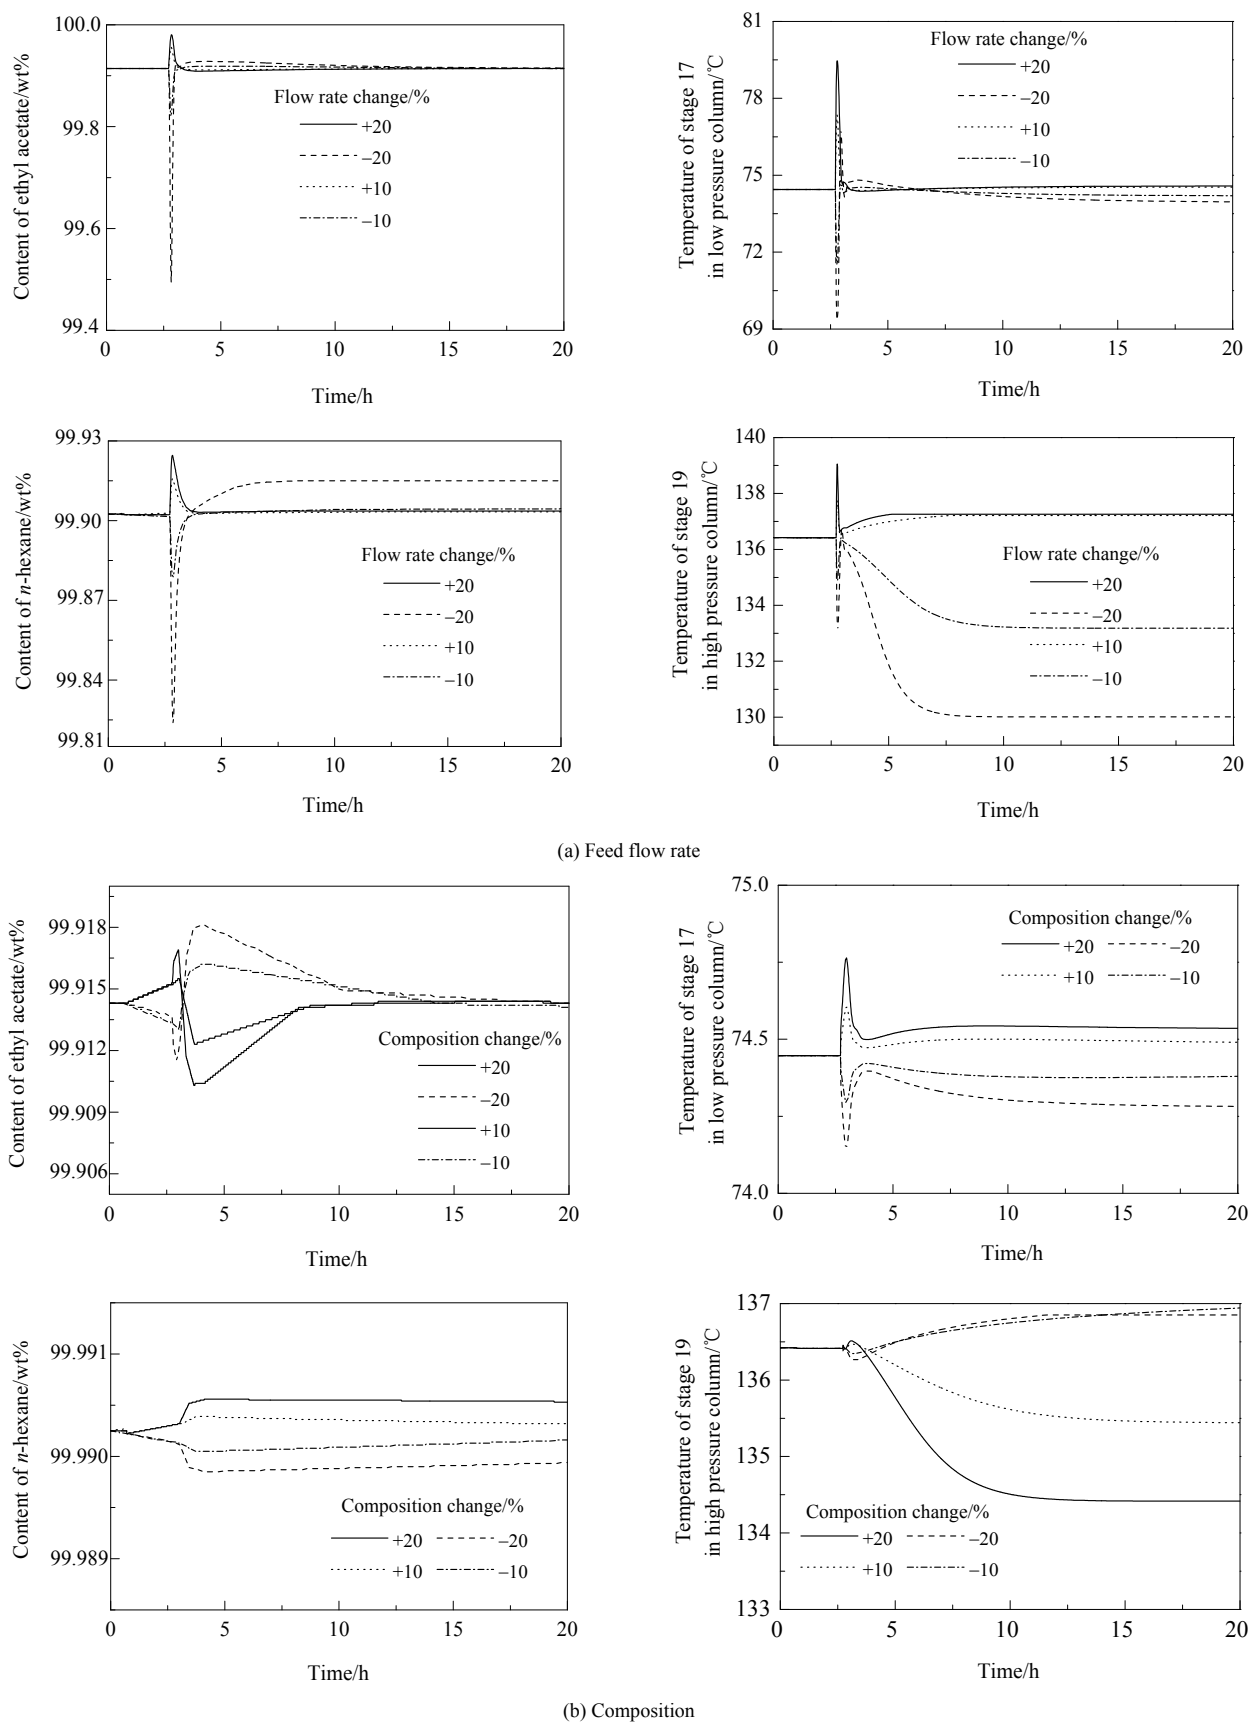 100.0
99.8
99.6
99.4
0 5 10 15 20
Content of ethyl acetate/wt%
Time/h
Flow rate change/%
+20
–20
+10
–10
81
78
75
72
69
0 5 10 15 20
Temperature of stage 17
in low pressure column/℃
Time/h
Flow rate change/%
+20
–20
+10
–10
99.93
99.90
99.87
99.84
99.81
0 5 10 15 20
Content of n-hexane/wt%
Time/h
Flow rate change/%
+20
–20
+10
–10
140
138
136
134
132
130
0 5 10 15 20
Temperature of stage 19
in high pressure column/℃
Time/h
Flow rate change/%
+20
–20
+10
–10
(a) Feed flow rate
99.918
99.915
99.912
99.909
99.906
0 5 10 15 20
Content of ethyl acetate/wt%
Time/h
Composition change/%
+20
–20
+10
–10
75.0
74.5
74.0
0 5 10 15 20
Temperature of stage 17
in low pressure column/℃
Time/h
Composition change/%
+20 –20
+10 –10
99.991
99.990
99.989
0 5 10 15 20
Content of n-hexane/wt%
Time/h
Composition change/%
+20 –20
+10 –10
137
136
135
134
133
0 5 10 15 20
Temperature of stage 19
in high pressure column/℃
Time/h
Composition change/%
+20 –20
+10 –10
(b) Composition